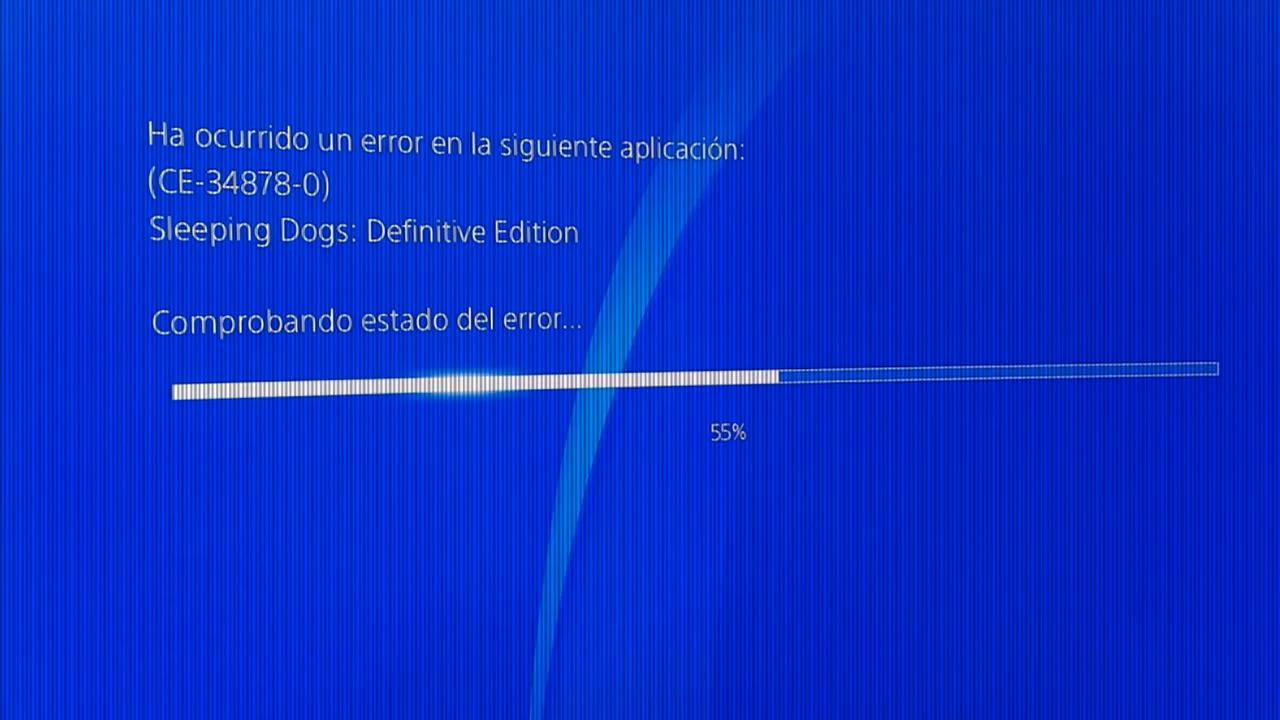 Ha ocurrido un error en la siguiente aplicación:
(CE-34878-0)
Sleeping Dogs: Definitive Edition
Comprobando estado del error...
55%